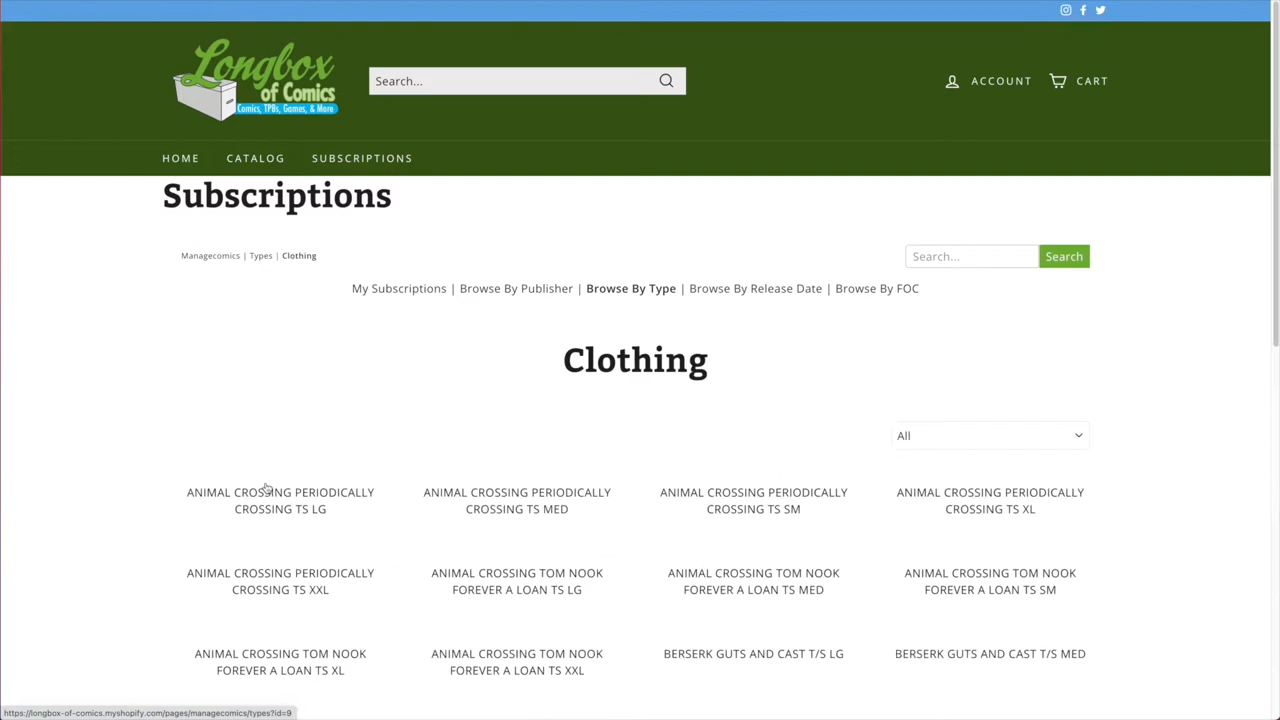 Longbox
of Comics
Comics, TPBs, Games, & More
Search...
ACCOUNT
CART
HOME
CATALOG
SUBSCRIPTIONS
Subscriptions
Managecomics | Types | Clothing
Search...
Search
My Subscriptions | Browse By Publisher | Browse By Type | Browse By Release Date | Browse By FOC
Clothing
All
ANIMAL CROSSING PERIODICALLY
CROSSING TS LG
ANIMAL CROSSING PERIODICALLY
CROSSING TS MED
ANIMAL CROSSING PERIODICALLY
CROSSING TS SM
ANIMAL CROSSING PERIODICALLY
CROSSING TS XL
ANIMAL CROSSING PERIODICALLY
CROSSING TS XXL
ANIMAL CROSSING TOM NOOK
FOREVER A LOAN TS LG
ANIMAL CROSSING TOM NOOK
FOREVER A LOAN TS MED
ANIMAL CROSSING TOM NOOK
FOREVER A LOAN TS SM
ANIMAL CROSSING TOM NOOK
FOREVER A LOAN TS XL
ANIMAL CROSSING TOM NOOK
FOREVER A LOAN TS XXL
BERSERK GUTS AND CAST T/S LG
BERSERK GUTS AND CAST T/S MED
https://longbox-of-comics.myshopify.com/pages/managecomics/types?id=9